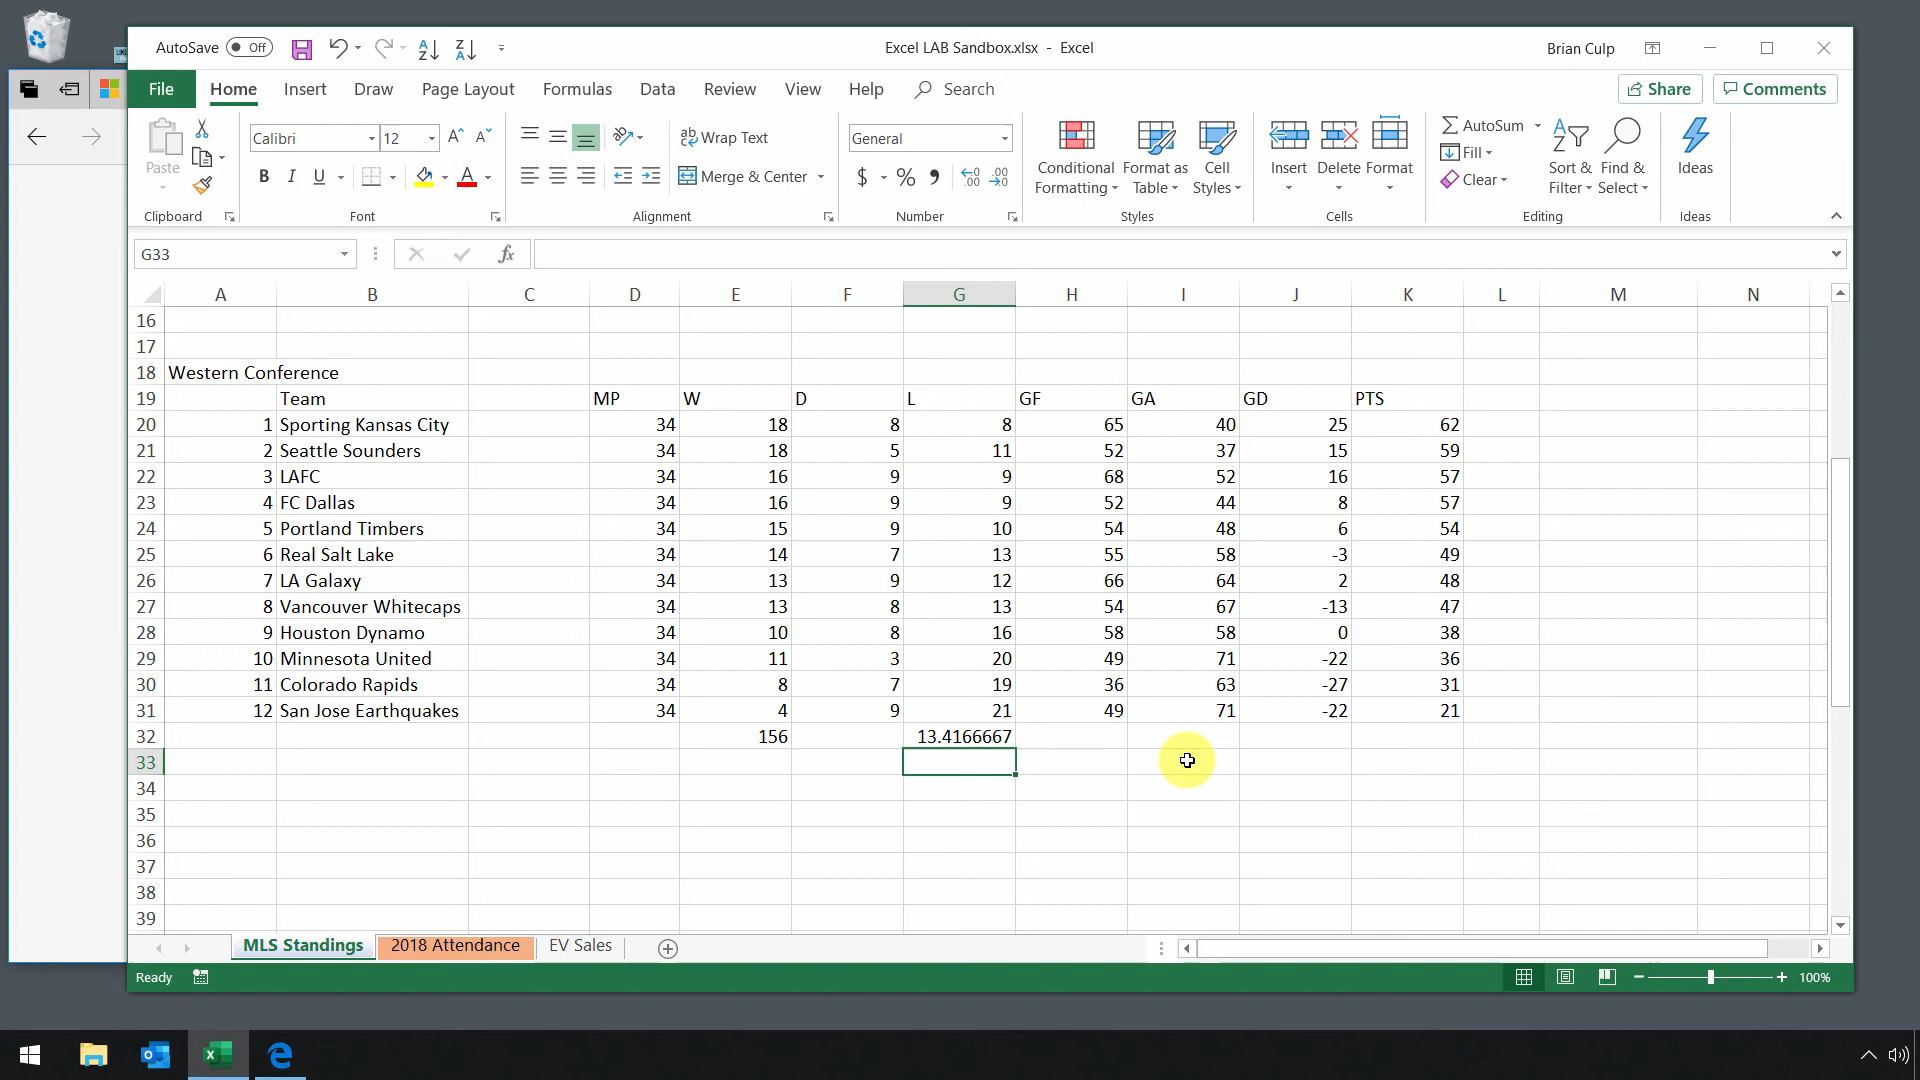 AutoSave Off
Excel LAB Sandbox.xlsx - Excel
Brian Culp
File Home Insert Draw Page Layout Formulas Data Review View Help Search
Share Comments
Paste
Calibri 12
Wrap Text
Merge & Center
General
Conditional Formatting
Format as Table
Cell Styles
Insert Delete Format
AutoSum
Fill
Clear
Sort & Filter
Find & Select
Ideas
Clipboard Font Alignment Number Styles Cells Editing Ideas
G33 fx
A B C D E F G H I J K L M N
16
17
18 Western Conference
19 Team MP W D L GF GA GD PTS
20 1 Sporting Kansas City 34 18 8 8 65 40 25 62
21 2 Seattle Sounders 34 18 5 11 52 37 15 59
22 3 LAFC 34 16 9 9 68 52 16 57
23 4 FC Dallas 34 16 9 9 52 44 8 57
24 5 Portland Timbers 34 15 9 10 54 48 6 54
25 6 Real Salt Lake 34 14 7 13 55 58 -3 49
26 7 LA Galaxy 34 13 9 12 66 64 2 48
27 8 Vancouver Whitecaps 34 13 8 13 54 67 -13 47
28 9 Houston Dynamo 34 10 8 16 58 58 0 38
29 10 Minnesota United 34 11 3 20 49 71 -22 36
30 11 Colorado Rapids 34 8 7 19 36 63 -27 31
31 12 San Jose Earthquakes 34 4 9 21 49 71 -22 21
32 156 13.4166667
33
34
35
36
37
38
39
MLS Standings 2018 Attendance EV Sales
Ready
100%